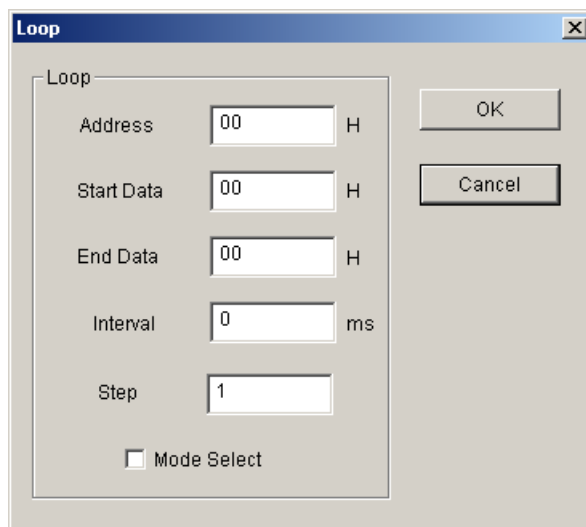 Loop
Loop
Address 00 H
Start Data 00 H
End Data 00 H
Interval 0 ms
Step 1
Mode Select
OK
Cancel